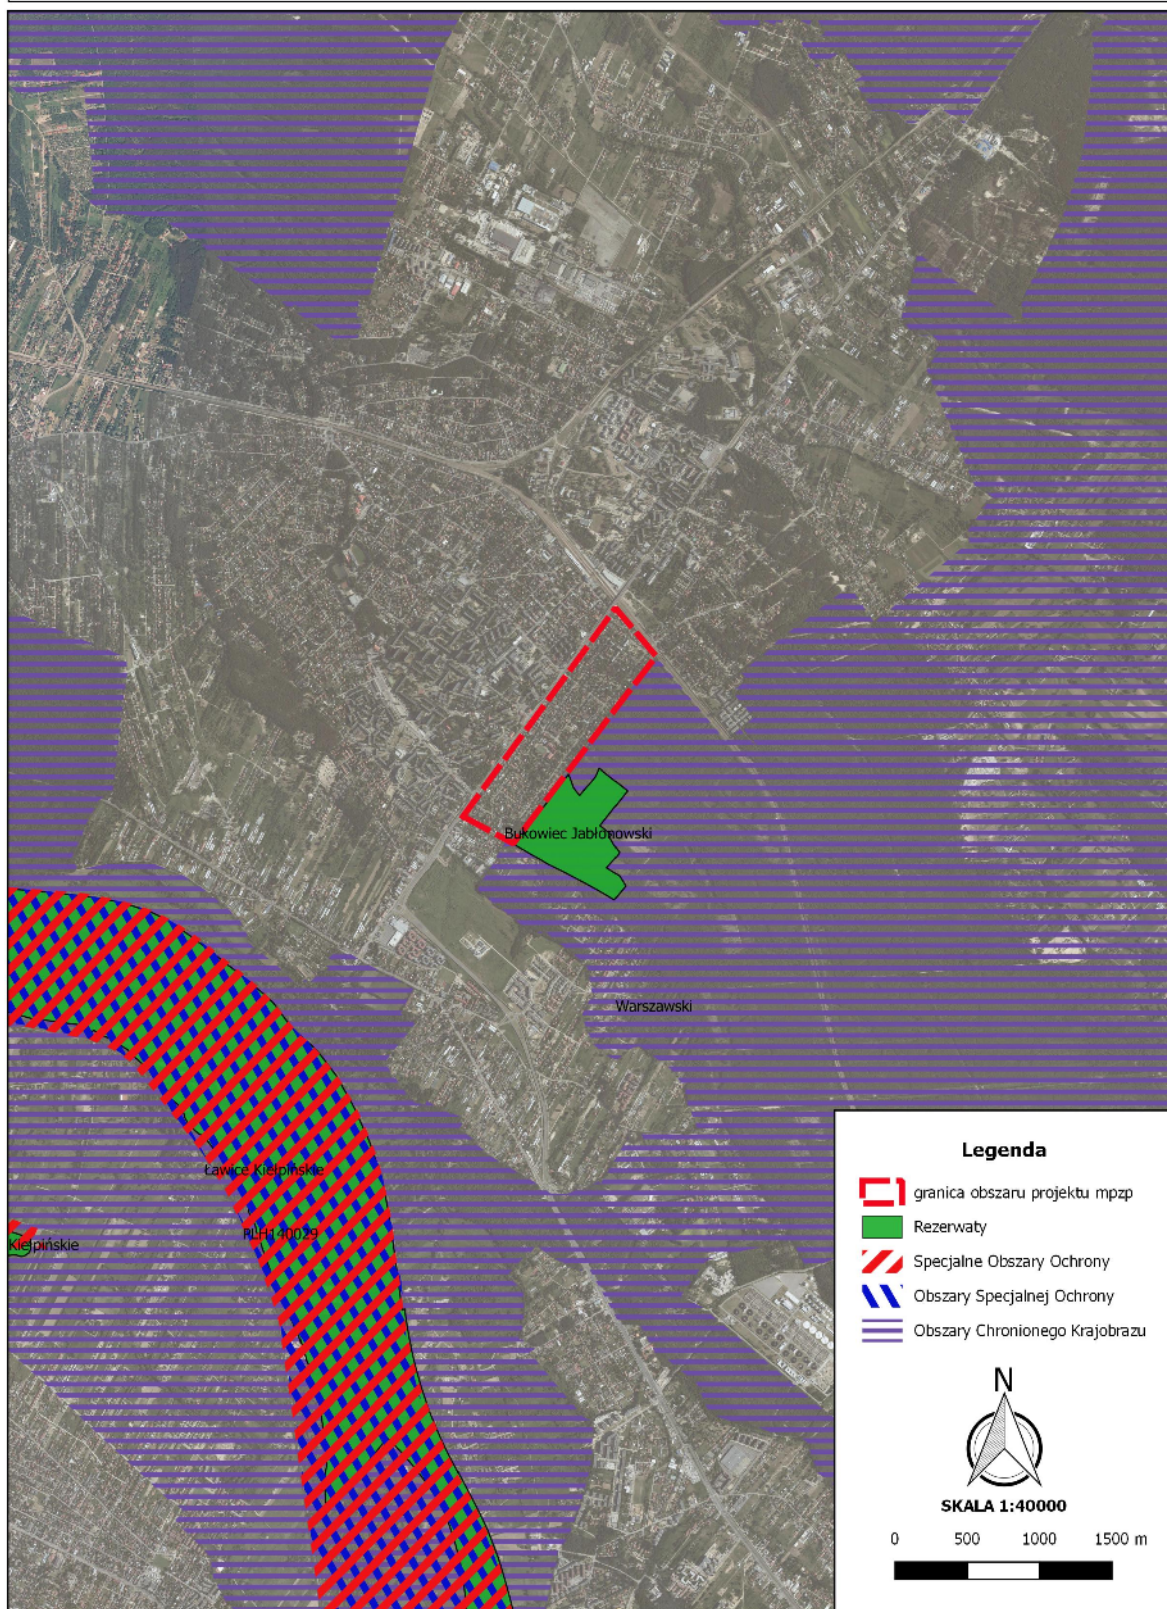 Bukowiec Jabłonowski
Warszawski
Ławice Kiełpińskie
PLH140029
Kiełpińskie
Legenda
granica obszaru projektu mpzp
Rezerwaty
Specjalne Obszary Ochrony
Obszary Specjalnej Ochrony
Obszary Chronionego Krajobrazu
N
SKALA 1:40000
0 500 1000 1500 m